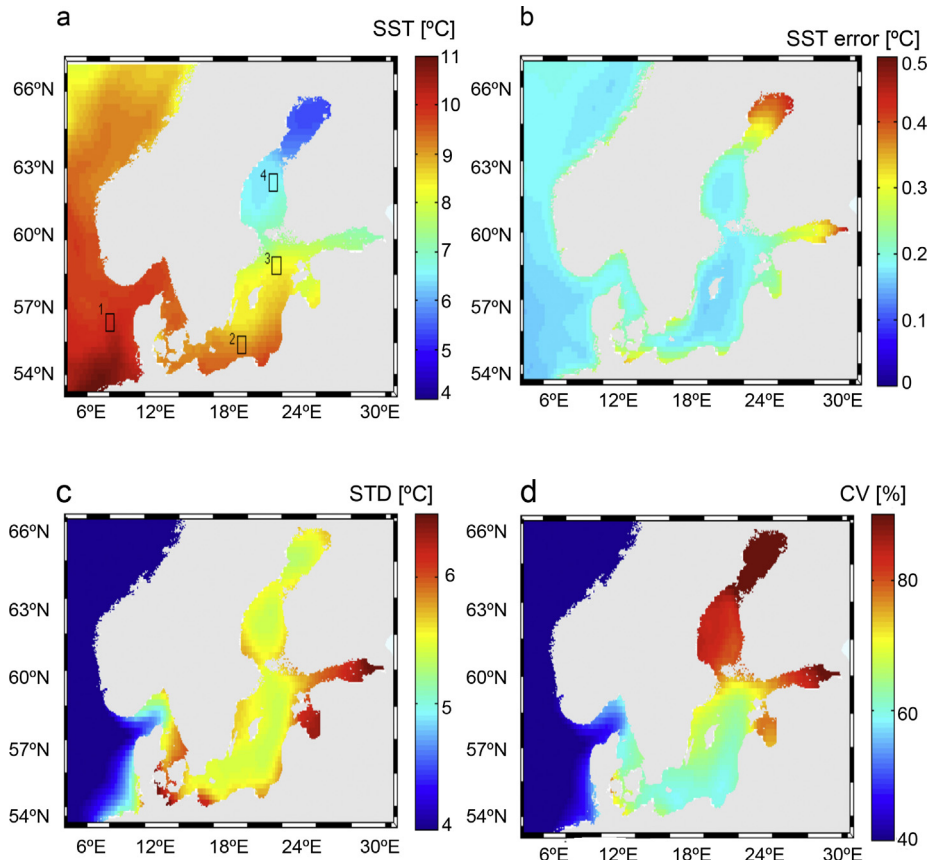 a
SST [ºC]
66ºN
63ºN
60ºN
57ºN
54ºN
6ºE 12ºE 18ºE 24ºE 30ºE
11
10
9
8
7
6
5
4
1
2
3
4
b
SST error [ºC]
66ºN
63ºN
60ºN
57ºN
54ºN
6ºE 12ºE 18ºE 24ºE 30ºE
0.5
0.4
0.3
0.2
0.1
0
c
STD [ºC]
66ºN
63ºN
60ºN
57ºN
54ºN
6ºE 12ºE 18ºE 24ºE 30ºE
6
5
4
d
CV [%]
66ºN
63ºN
60ºN
57ºN
54ºN
6ºE 12ºE 18ºE 24ºE 30ºE
80
60
40